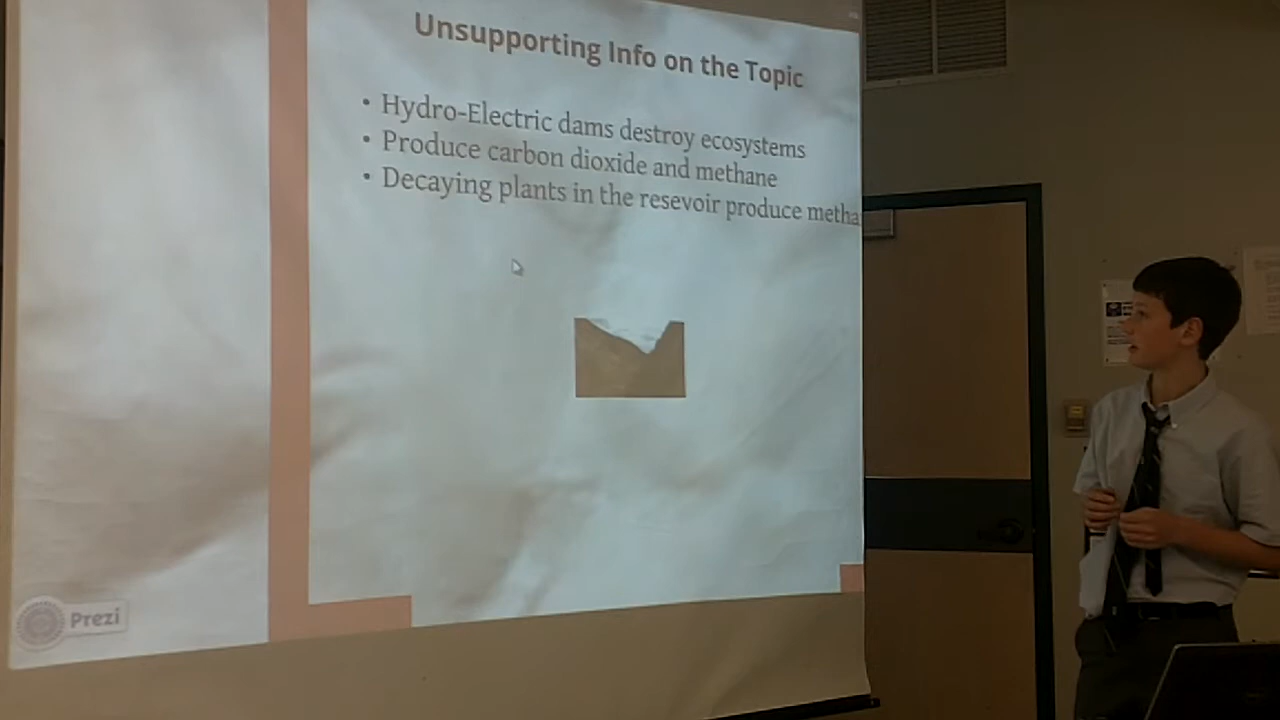 Unsupporting Info on the Topic
• Hydro-Electric dams destroy ecosystems
• Produce carbon dioxide and methane
• Decaying plants in the resevoir produce metha
Prezi